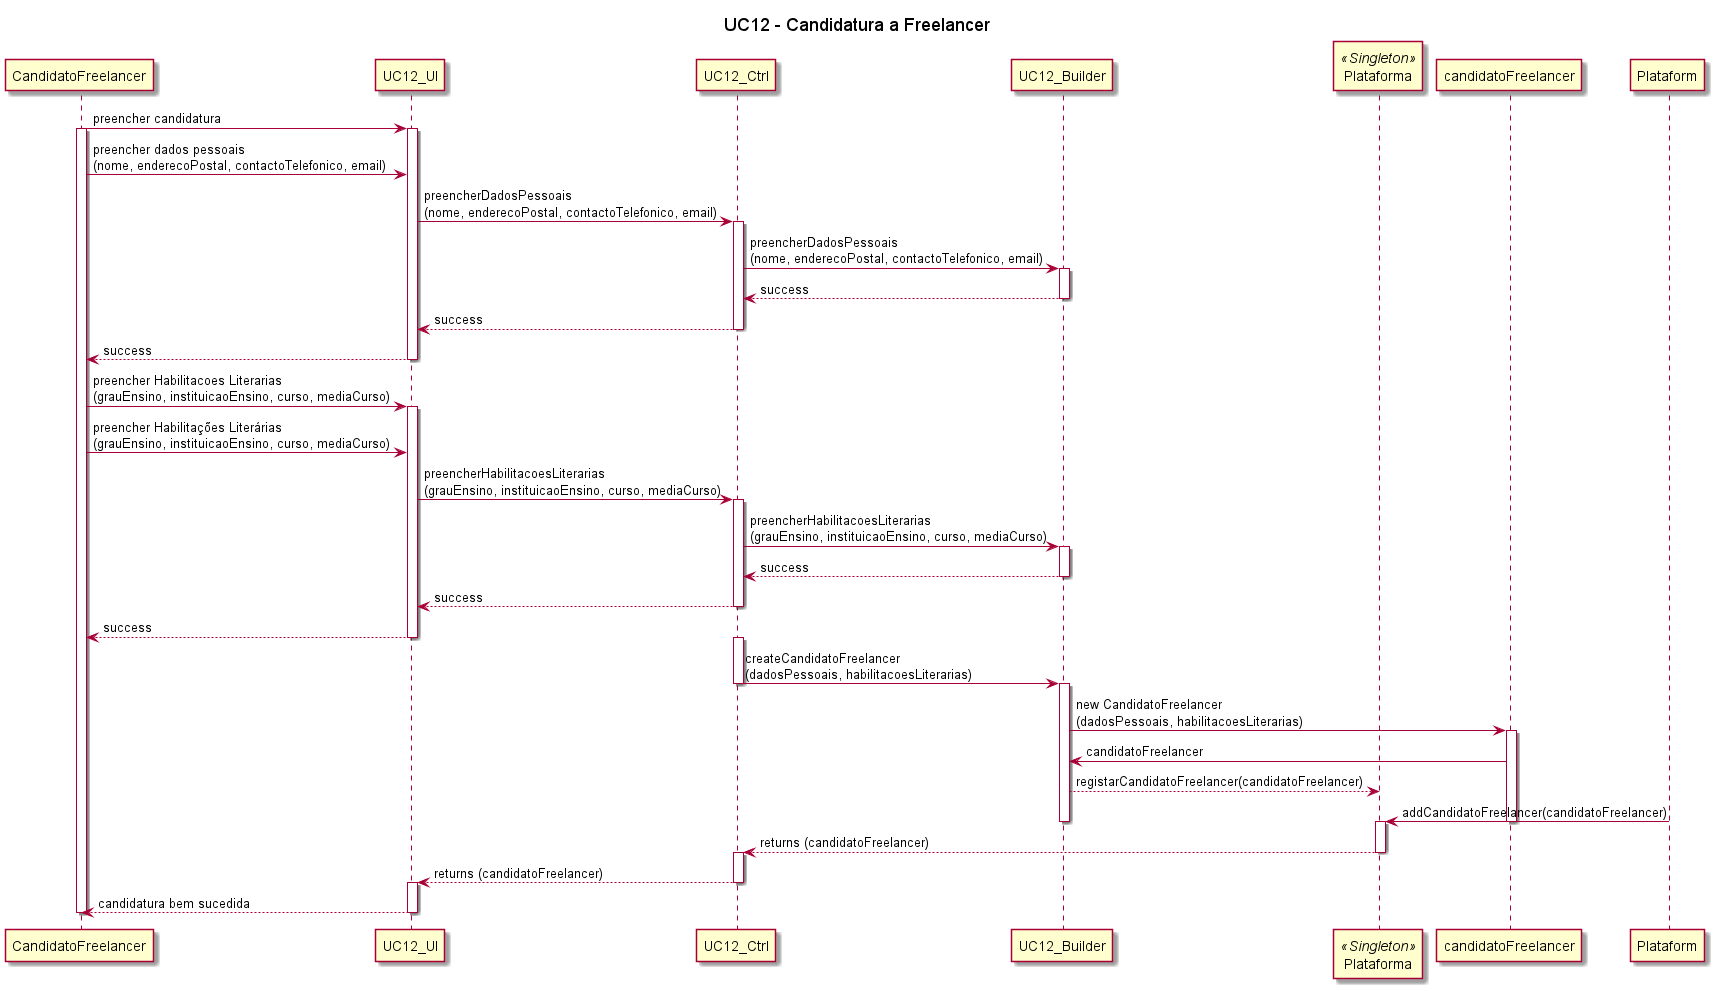 UC12 - Candidatura a Freelancer
CandidatoFreelancer
UC12_UI
UC12_Ctrl
UC12_Builder
«Singleton»
Plataforma
candidatoFreelancer
Plataform
preencher candidatura
preencher dados pessoais
(nome, enderecoPostal, contactoTelefonico, email)
preencherDadosPessoais
(nome, enderecoPostal, contactoTelefonico, email)
preencherDadosPessoais
(nome, enderecoPostal, contactoTelefonico, email)
success
success
success
preencher Habilitacoes Literarias
(grauEnsino, instituicaoEnsino, curso, mediaCurso)
preencher Habilitações Literárias
(grauEnsino, instituicaoEnsino, curso, mediaCurso)
preencherHabilitacoesLiterarias
(grauEnsino, instituicaoEnsino, curso, mediaCurso)
preencherHabilitacoesLiterarias
(grauEnsino, instituicaoEnsino, curso, mediaCurso)
success
success
success
createCandidatoFreelancer
(dadosPessoais, habilitacoesLiterarias)
new CandidatoFreelancer
(dadosPessoais, habilitacoesLiterarias)
candidatoFreelancer
registarCandidatoFreelancer(candidatoFreelancer)
addCandidatoFreelancer(candidatoFreelancer)
returns (candidatoFreelancer)
returns (candidatoFreelancer)
candidatura bem sucedida
CandidatoFreelancer
UC12_UI
UC12_Ctrl
UC12_Builder
«Singleton»
Plataforma
candidatoFreelancer
Plataform